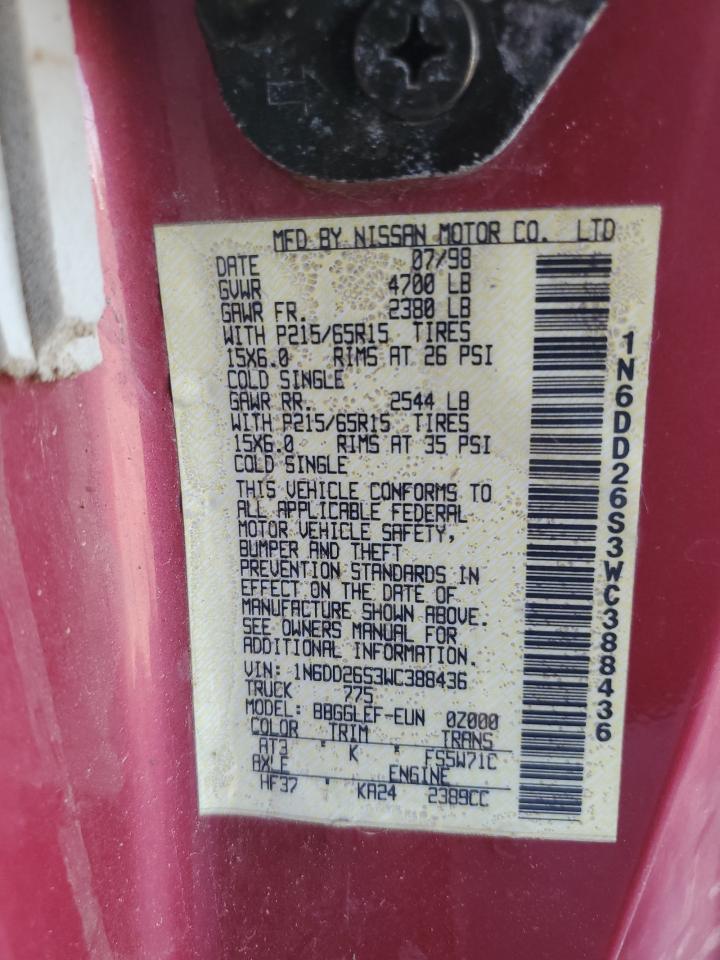 MFD BY NISSAN MOTOR CO. LTD
DATE 07/98
GVWR 4700 LB
GAWR FR. 2380 LB
WITH P215/65R15 TIRES
15X6.0 RIMS AT 26 PSI
COLD SINGLE
GAWR RR. 2544 LB
WITH P215/65R15 TIRES
15X6.0 RIMS AT 35 PSI
COLD SINGLE
THIS VEHICLE CONFORMS TO
ALL APPLICABLE FEDERAL
MOTOR VEHICLE SAFETY,
BUMPER AND THEFT
PREVENTION STANDARDS IN
EFFECT ON THE DATE OF
MANUFACTURE SHOWN ABOVE.
SEE OWNERS MANUAL FOR
ADDITIONAL INFORMATION.
VIN: 1N6DD26S3WC388436
TRUCK 775
MODEL: BBGGLEF-EUN 0Z000
COLOR TRIM TRANS
AT3 * K * FS5W71C
AXLE ENGINE
HF37 * KA24 2389CC
1N6DD26S3WC388436